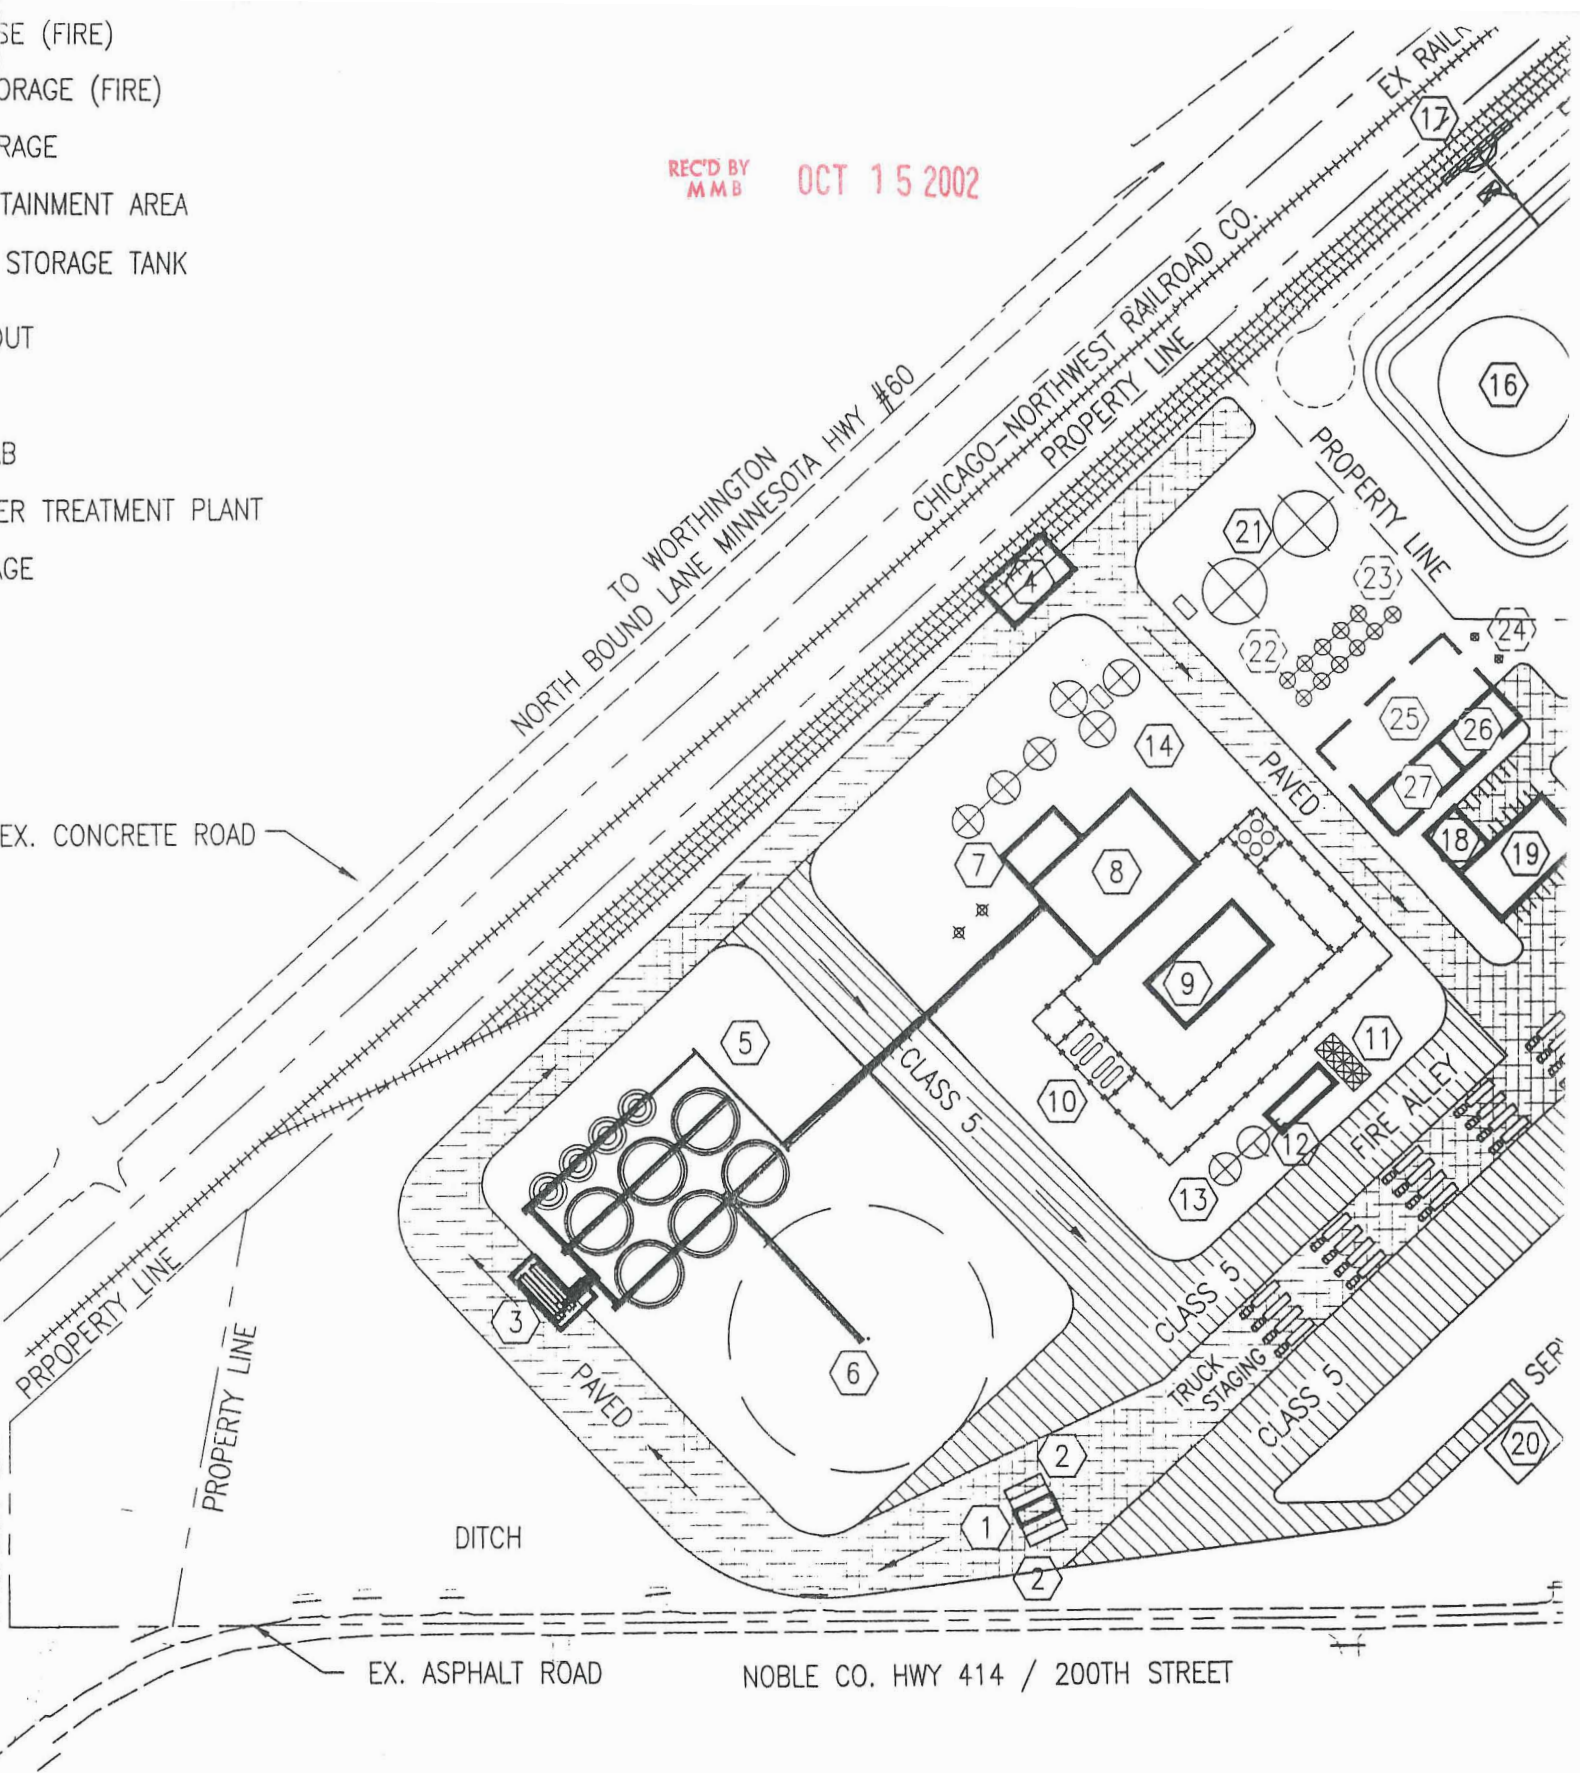 SE (FIRE)
ORAGE (FIRE)
RAGE
TAINMENT AREA
STORAGE TANK
OUT
AB
ER TREATMENT PLANT
AGE
REC'D BY
MMB
OCT 15 2002
EX RAILR
17
16
CHICAGO-NORTHWEST RAILROAD CO.
PROPERTY LINE
TO WORTHINGTON
NORTH BOUND LANE MINNESOTA HWY #60
PROPERTY LINE
21
23
4
22
24
25
26
14
PAVED
27
EX. CONCRETE ROAD
18
19
7
8
9
5
11
CLASS 5
10
FIRE ALLEY
12
13
PRPOPERTY LINE
3
CLASS 5
PROPERTY LINE
6
PAVED
TRUCK
STAGING
CLASS 5
SER
20
2
1
DITCH
2
EX. ASPHALT ROAD
NOBLE CO. HWY 414 / 200TH STREET